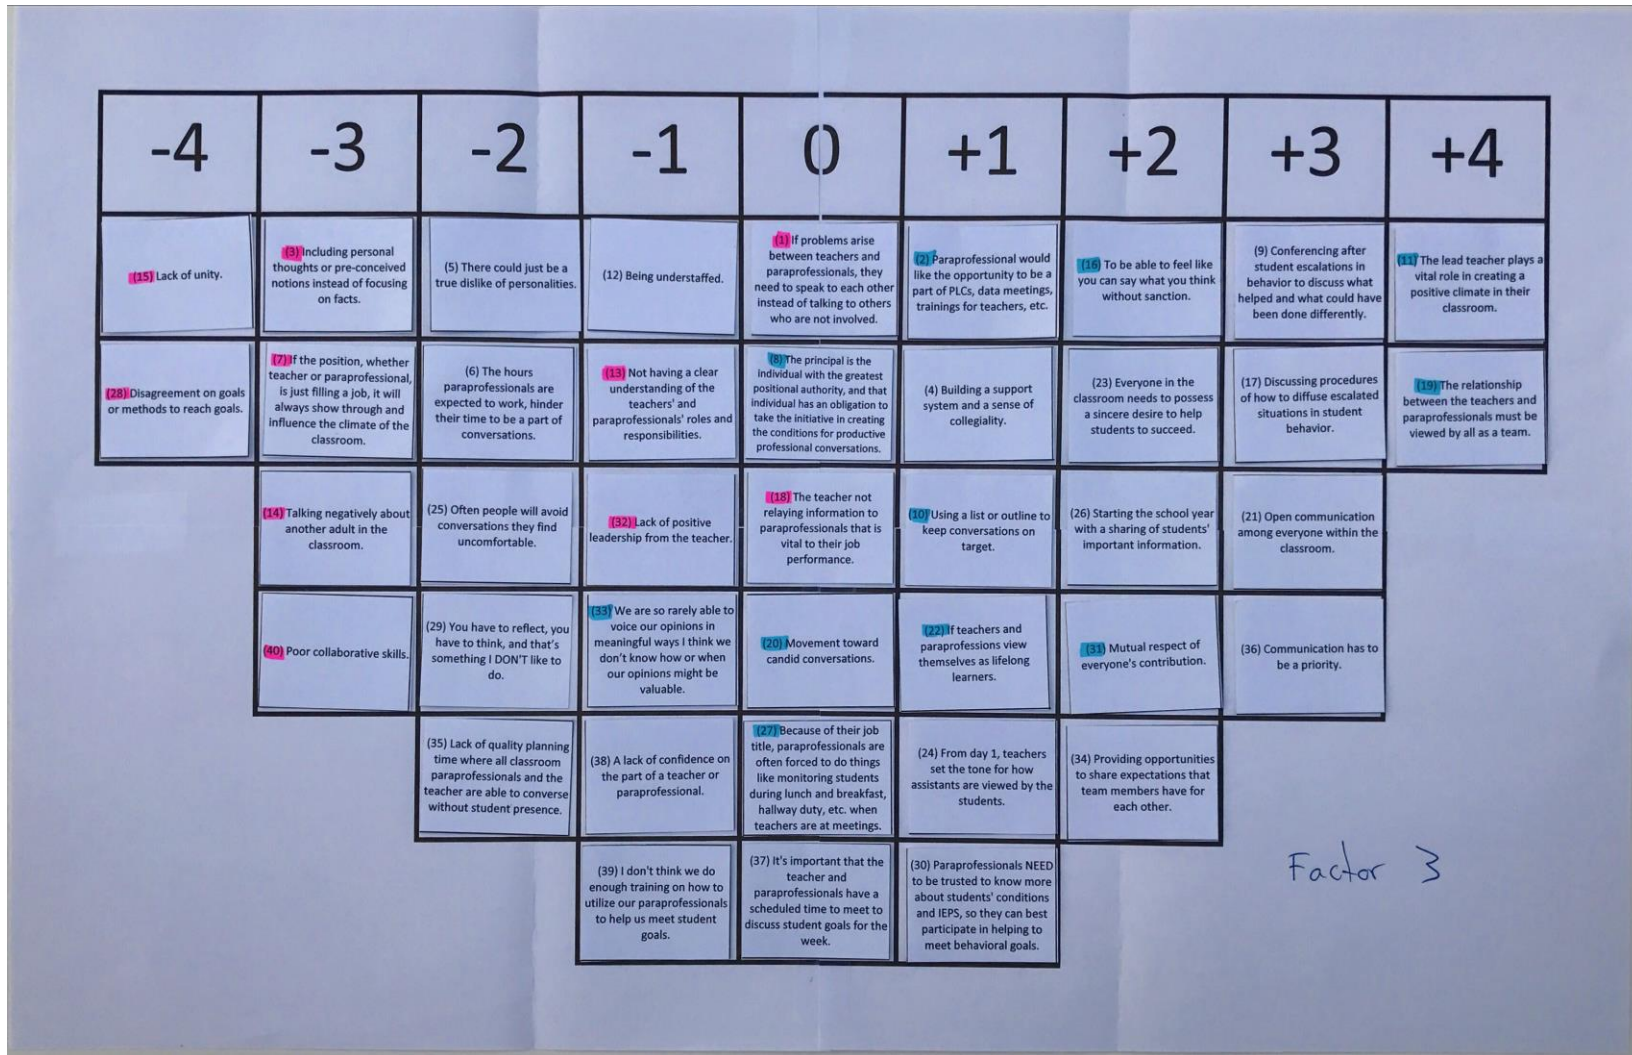 -4
-3
-2
-1
0
+1
+2
+3
+4
(15) Lack of unity.
(3) Including personal
thoughts or pre-conceived
notions instead of focusing
on facts.
(5) There could just be a
true dislike of personalities.
(12) Being understaffed.
(1) If problems arise
between teachers and
paraprofessionals, they
need to speak to each other
instead of talking to others
who are not involved.
(2) Paraprofessional would
like the opportunity to be a
part of PLCs, data meetings,
trainings for teachers, etc.
(16) To be able to feel like
you can say what you think
without sanction.
(9) Conferencing after
student escalations in
behavior to discuss what
helped and what could have
been done differently.
(11) The lead teacher plays a
vital role in creating a
positive climate in their
classroom.
(28) Disagreement on goals
or methods to reach goals.
(7) If the position, whether
teacher or paraprofessional,
is just filling a job, it will
always show through and
influence the climate of the
classroom.
(6) The hours
paraprofessionals are
expected to work, hinder
their time to be a part of
conversations.
(13) Not having a clear
understanding of the
teachers' and
paraprofessionals' roles and
responsibilities.
(8) The principal is the
individual with the greatest
positional authority, and that
individual has an obligation to
take the initiative in creating
the conditions for productive
professional conversations.
(4) Building a support
system and a sense of
collegiality.
(23) Everyone in the
classroom needs to possess
a sincere desire to help
students to succeed.
(17) Discussing procedures
of how to diffuse escalated
situations in student
behavior.
(19) The relationship
between the teachers and
paraprofessionals must be
viewed by all as a team.
(14) Talking negatively about
another adult in the
classroom.
(25) Often people will avoid
conversations they find
uncomfortable.
(32) Lack of positive
leadership from the teacher.
(18) The teacher not
relaying information to
paraprofessionals that is
vital to their job
performance.
(10) Using a list or outline to
keep conversations on
target.
(26) Starting the school year
with a sharing of students'
important information.
(21) Open communication
among everyone within the
classroom.
(40) Poor collaborative skills.
(29) You have to reflect, you
have to think, and that's
something I DON'T like to
do.
(33) We are so rarely able to
voice our opinions in
meaningful ways I think we
don't know how or when
our opinions might be
valuable.
(20) Movement toward
candid conversations.
(22) If teachers and
paraprofessions view
themselves as lifelong
learners.
(31) Mutual respect of
everyone's contribution.
(36) Communication has to
be a priority.
(35) Lack of quality planning
time where all classroom
paraprofessionals and the
teacher are able to converse
without student presence.
(38) A lack of confidence on
the part of a teacher or
paraprofessional.
(27) Because of their job
title, paraprofessionals are
often forced to do things
like monitoring students
during lunch and breakfast,
hallway duty, etc. when
teachers are at meetings.
(24) From day 1, teachers
set the tone for how
assistants are viewed by the
students.
(34) Providing opportunities
to share expectations that
team members have for
each other.
(39) I don't think we do
enough training on how to
utilize our paraprofessionals
to help us meet student
goals.
(37) It's important that the
teacher and
paraprofessionals have a
scheduled time to meet to
discuss student goals for the
week.
(30) Paraprofessionals NEED
to be trusted to know more
about students' conditions
and IEPS, so they can best
participate in helping to
meet behavioral goals.
Factor 3